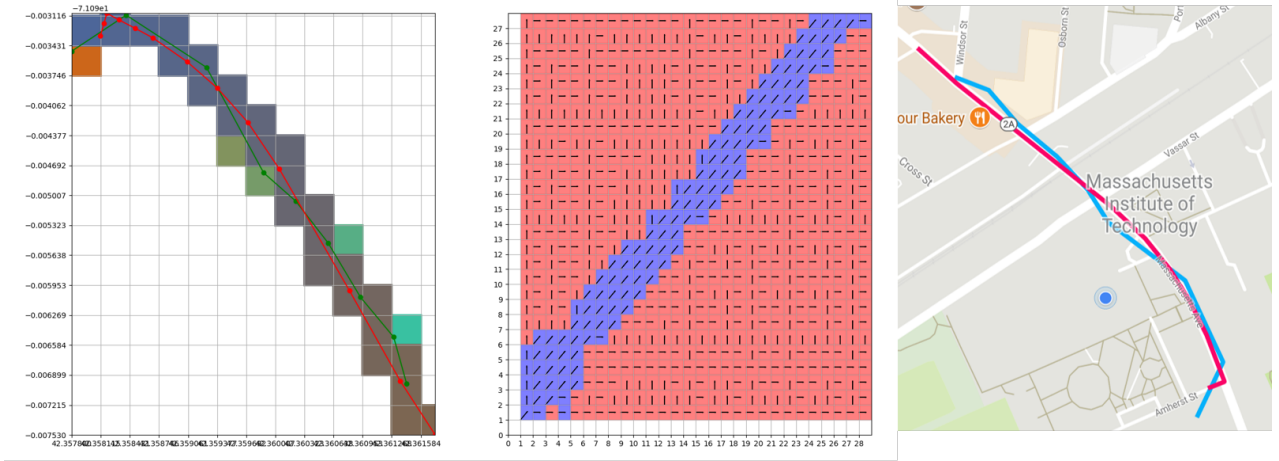 −7.109e1
−0.003116
−0.003431
−0.003746
−0.004062
−0.004377
−0.004692
−0.005007
−0.005323
−0.005638
−0.005953
−0.006269
−0.006584
−0.006899
−0.007215
−0.007530
27
26
25
24
23
22
21
20
19
18
17
16
15
14
13
12
11
10
9
8
7
6
5
4
3
2
1
0
0 1 2 3 4 5 6 7 8 9 10 11 12 13 14 15 16 17 18 19 20 21 22 23 24 25 26 27 28
Windsor St
Osborn St
Por
Albany St
our Bakery
2A
Vassar St
Cross St
Massachusetts
Institute of
Technology
Massachusetts Ave
Amherst St